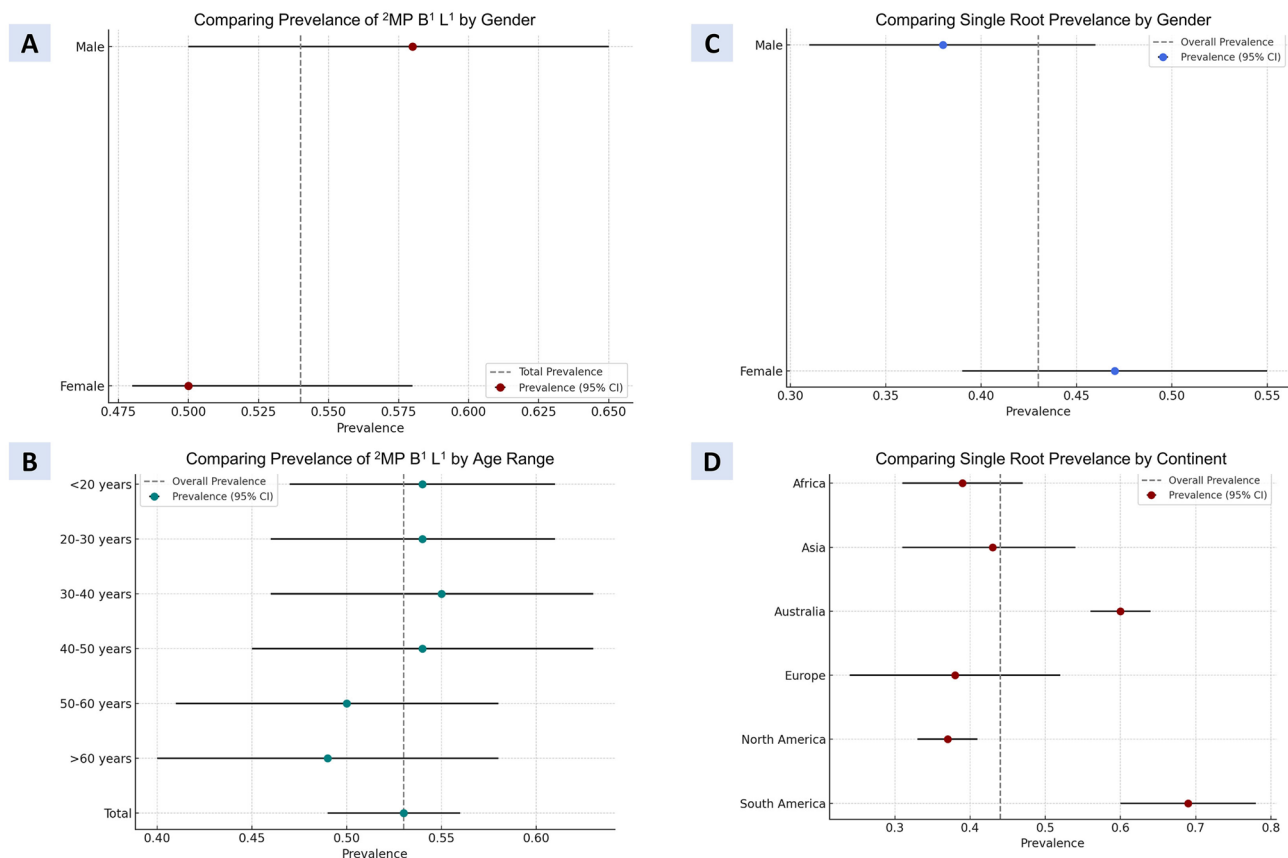 A
Comparing Prevelance of ²MP B¹ L¹ by Gender
Male
Female
Total Prevalence
Prevalence (95% CI)
0.475 0.500 0.525 0.550 0.575 0.600 0.625 0.650
Prevalence
C
Comparing Single Root Prevelance by Gender
Male
Overall Prevalence
Prevalence (95% CI)
Female
0.30 0.35 0.40 0.45 0.50 0.55
Prevalence
B
Comparing Prevelance of ²MP B¹ L¹ by Age Range
<20 years
Overall Prevalence
Prevalence (95% CI)
20-30 years
30-40 years
40-50 years
50-60 years
>60 years
Total
0.40 0.45 0.50 0.55 0.60
Prevalence
D
Comparing Single Root Prevelance by Continent
Africa
Overall Prevalence
Prevalence (95% CI)
Asia
Australia
Europe
North America
South America
0.3 0.4 0.5 0.6 0.7 0.8
Prevalence